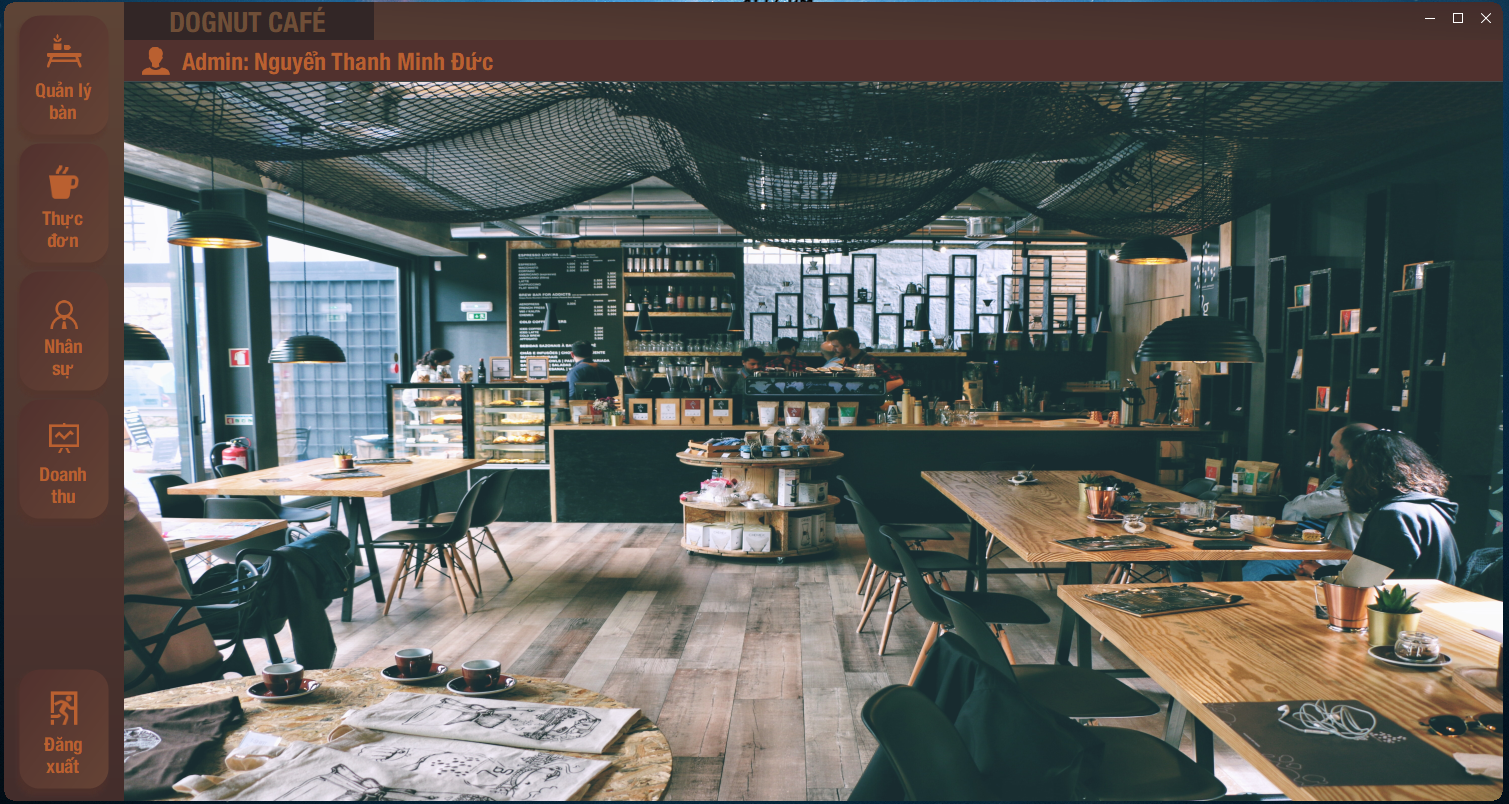 DOGNUT CAFÉ
Admin: Nguyễn Thanh Minh Đức
Quản lý
bàn
Thực
đơn
Nhân
sự
Doanh
thu
Đăng
xuất